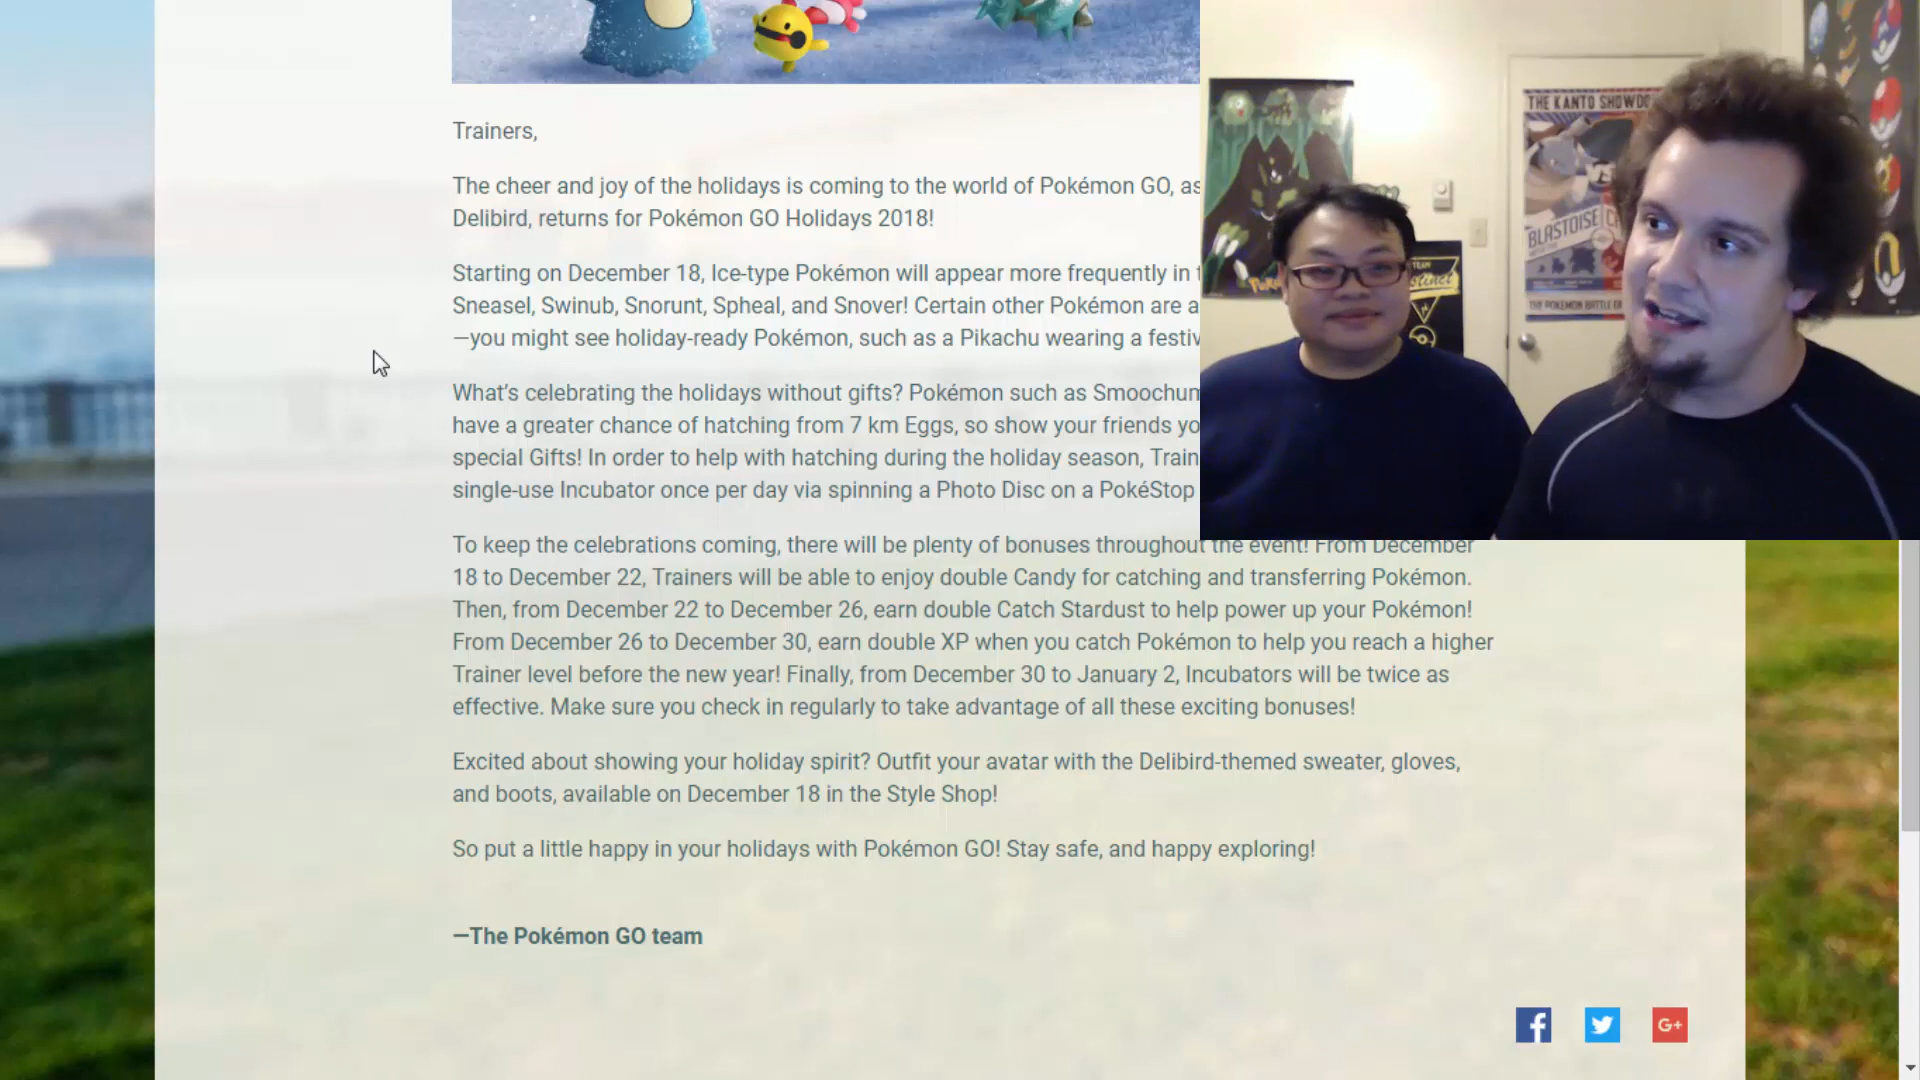 Trainers,
The cheer and joy of the holidays is coming to the world of Pokémon GO, as
Delibird, returns for Pokémon GO Holidays 2018!
Starting on December 18, Ice-type Pokémon will appear more frequently in
Sneasel, Swinub, Snorunt, Spheal, and Snover! Certain other Pokémon are a
—you might see holiday-ready Pokémon, such as a Pikachu wearing a festiv
What's celebrating the holidays without gifts? Pokémon such as Smoochum
have a greater chance of hatching from 7 km Eggs, so show your friends yo
special Gifts! In order to help with hatching during the holiday season, Train
single-use Incubator once per day via spinning a Photo Disc on a PokéStop
To keep the celebrations coming, there will be plenty of bonuses throughout the event! From December
18 to December 22, Trainers will be able to enjoy double Candy for catching and transferring Pokémon.
Then, from December 22 to December 26, earn double Catch Stardust to help power up your Pokémon!
From December 26 to December 30, earn double XP when you catch Pokémon to help you reach a higher
Trainer level before the new year! Finally, from December 30 to January 2, Incubators will be twice as
effective. Make sure you check in regularly to take advantage of all these exciting bonuses!
Excited about showing your holiday spirit? Outfit your avatar with the Delibird-themed sweater, gloves,
and boots, available on December 18 in the Style Shop!
So put a little happy in your holidays with Pokémon GO! Stay safe, and happy exploring!
—The Pokémon GO team
G+
THE KANTO SHOWDO
BLASTOISE
THE POKEMON BATTLE
TEAM